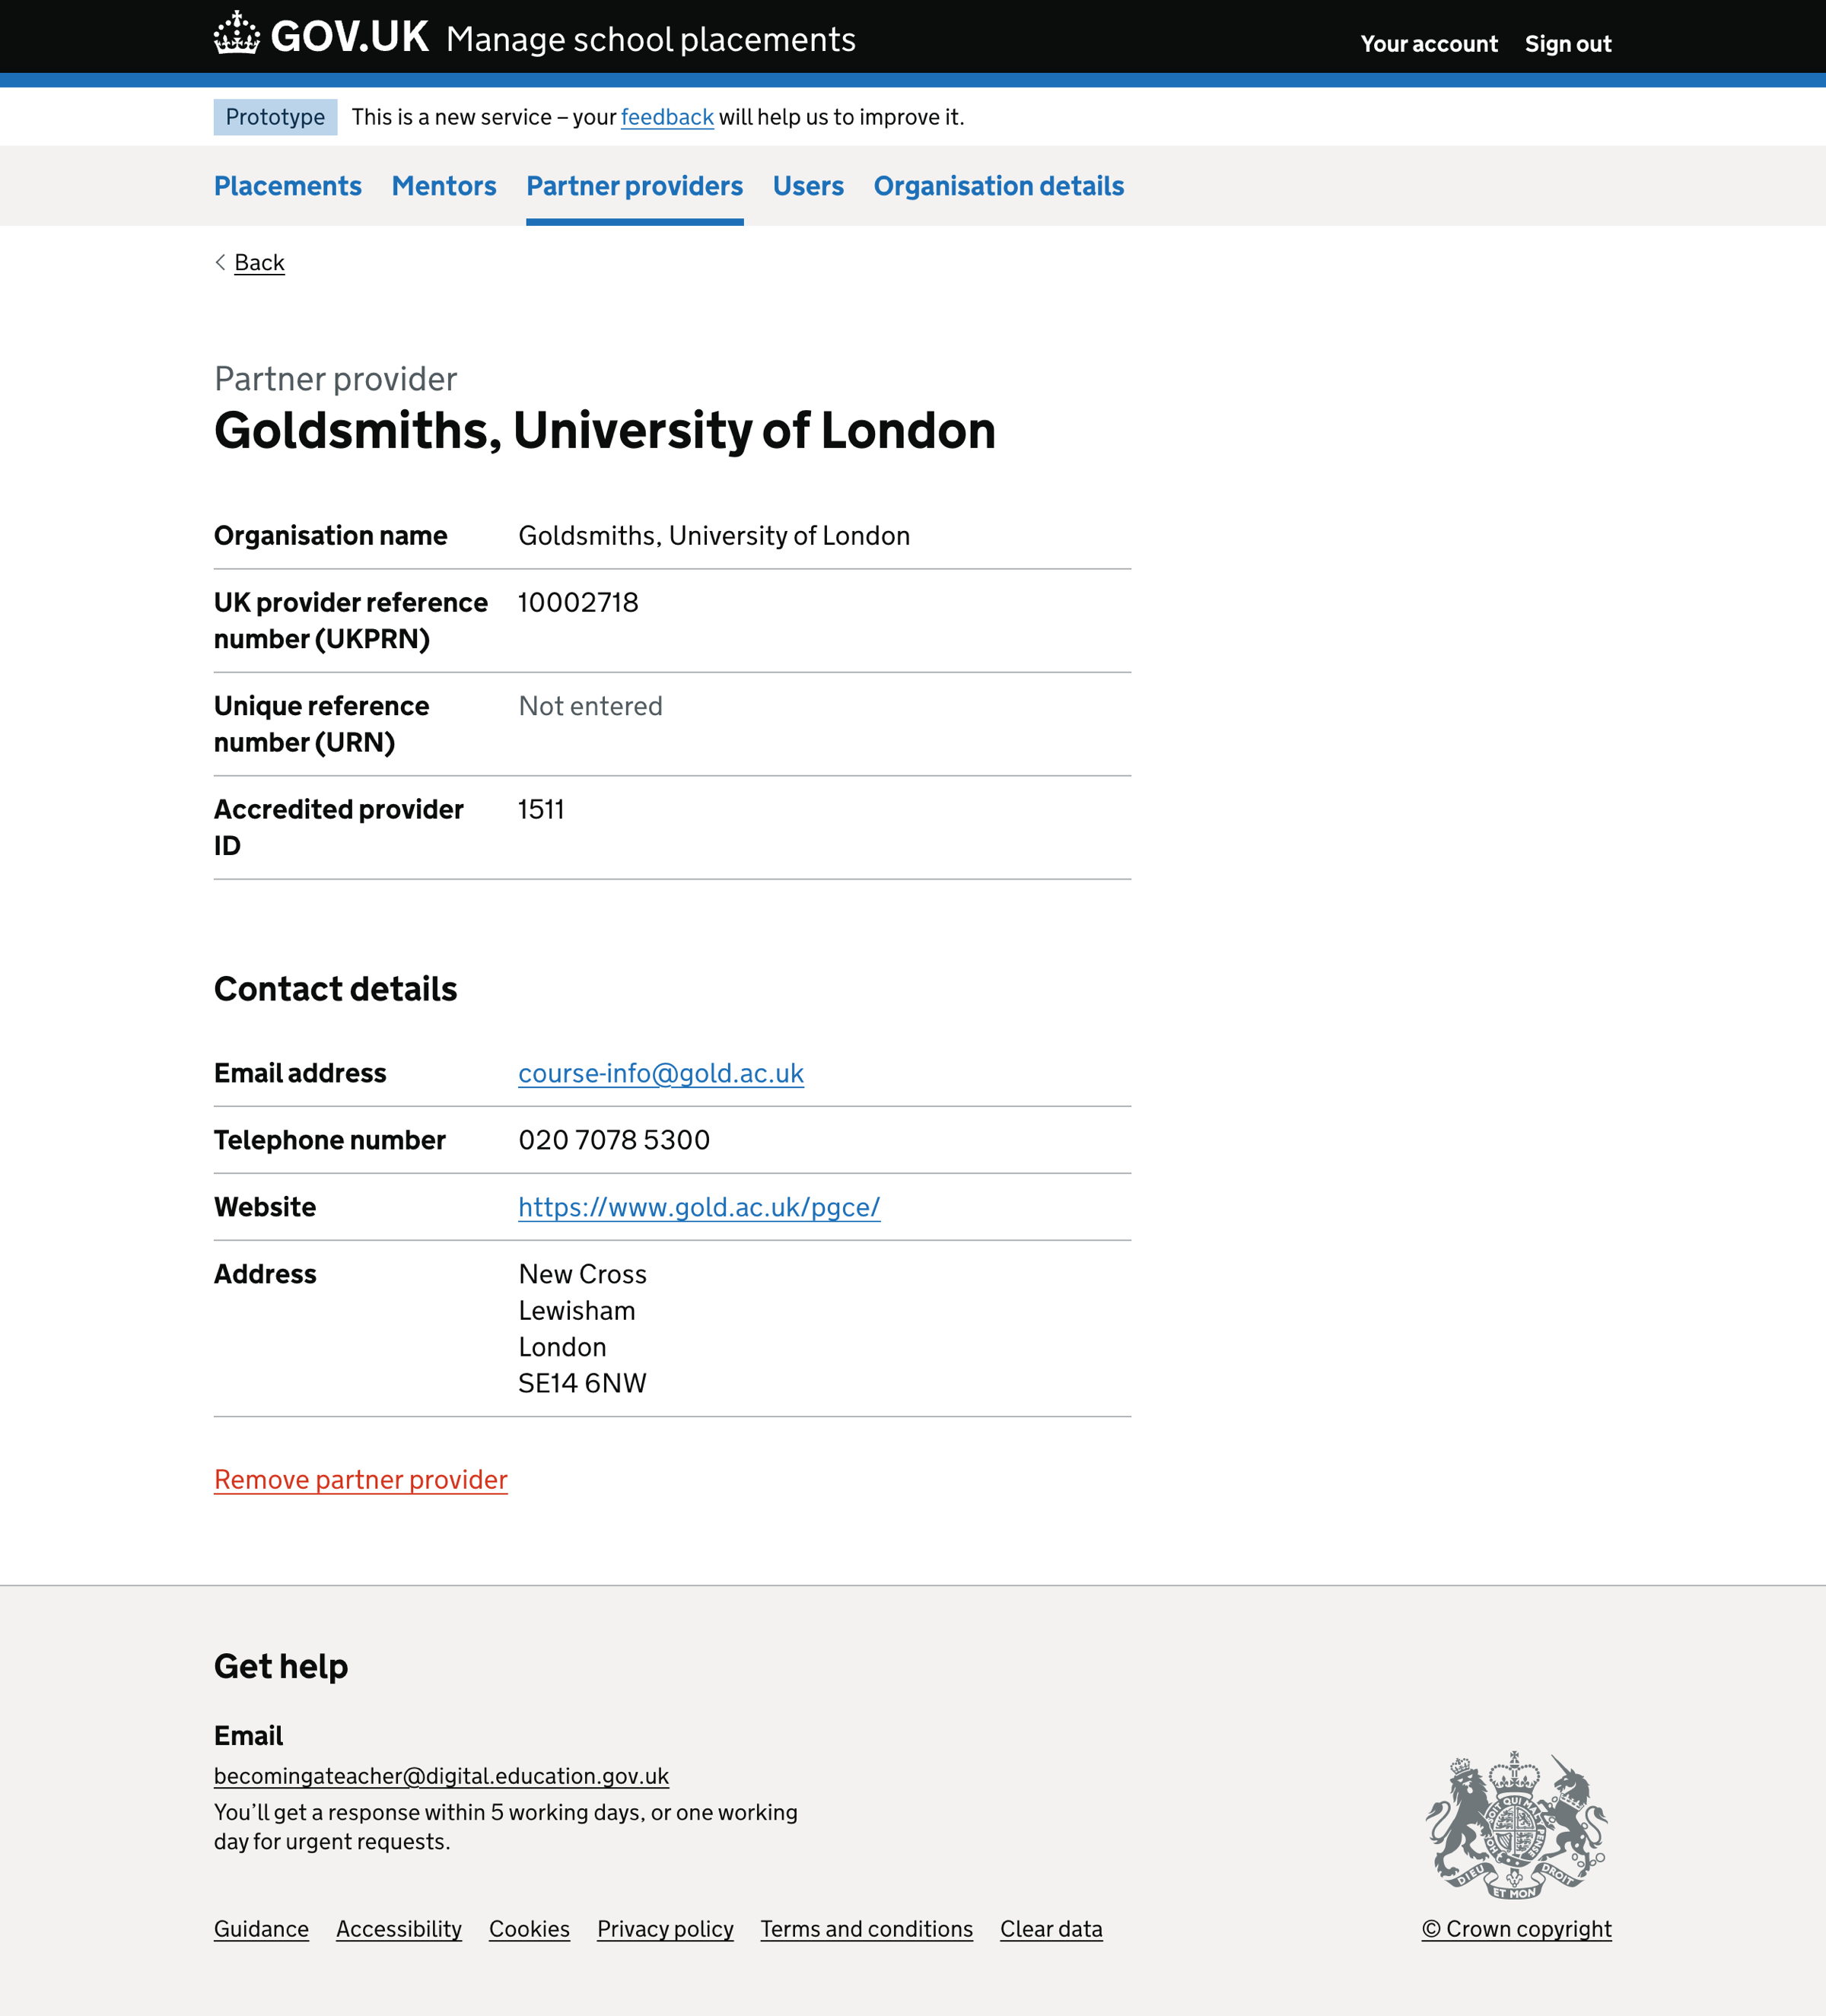 GOV.UK Manage school placements
Your account Sign out
Prototype This is a new service – your feedback will help us to improve it.
Placements Mentors Partner providers Users Organisation details
Back
Partner provider
Goldsmiths, University of London
Organisation name Goldsmiths, University of London
UK provider reference 10002718
number (UKPRN)
Unique reference Not entered
number (URN)
Accredited provider 1511
ID
Contact details
Email address course-info@gold.ac.uk
Telephone number 020 7078 5300
Website https://www.gold.ac.uk/pgce/
Address New Cross
Lewisham
London
SE14 6NW
Remove partner provider
Get help
Email
becomingateacher@digital.education.gov.uk
You’ll get a response within 5 working days, or one working
day for urgent requests.
DIEU ET MON DROIT
Guidance Accessibility Cookies Privacy policy Terms and conditions Clear data
© Crown copyright